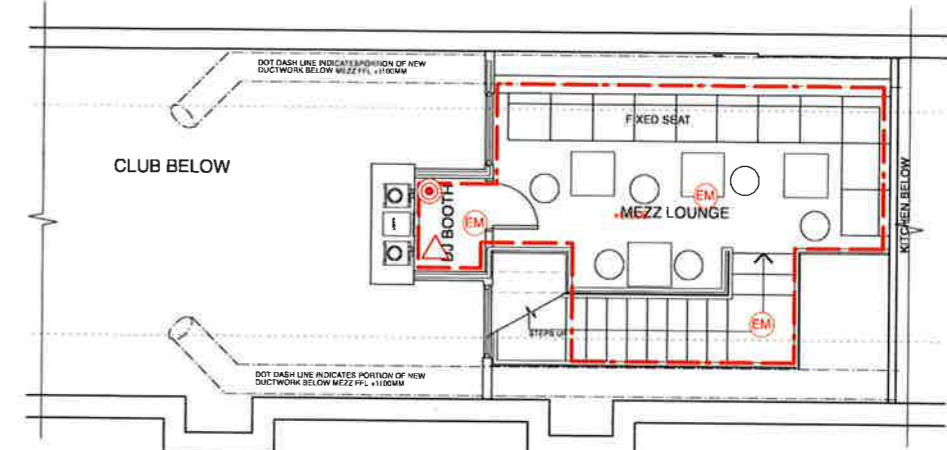 DOT DASH LINE INDICATES PORTION OF NEW
DUCTWORK BELOW MEZZ FFL +1100MM
CLUB BELOW
FIXED SEAT
EM
MEZZ LOUNGE
DJ BOOTH
EM
KITCHEN BELOW
STEPS UP
EM
DOT DASH LINE INDICATES PORTION OF NEW
DUCTWORK BELOW MEZZ FFL +1100MM